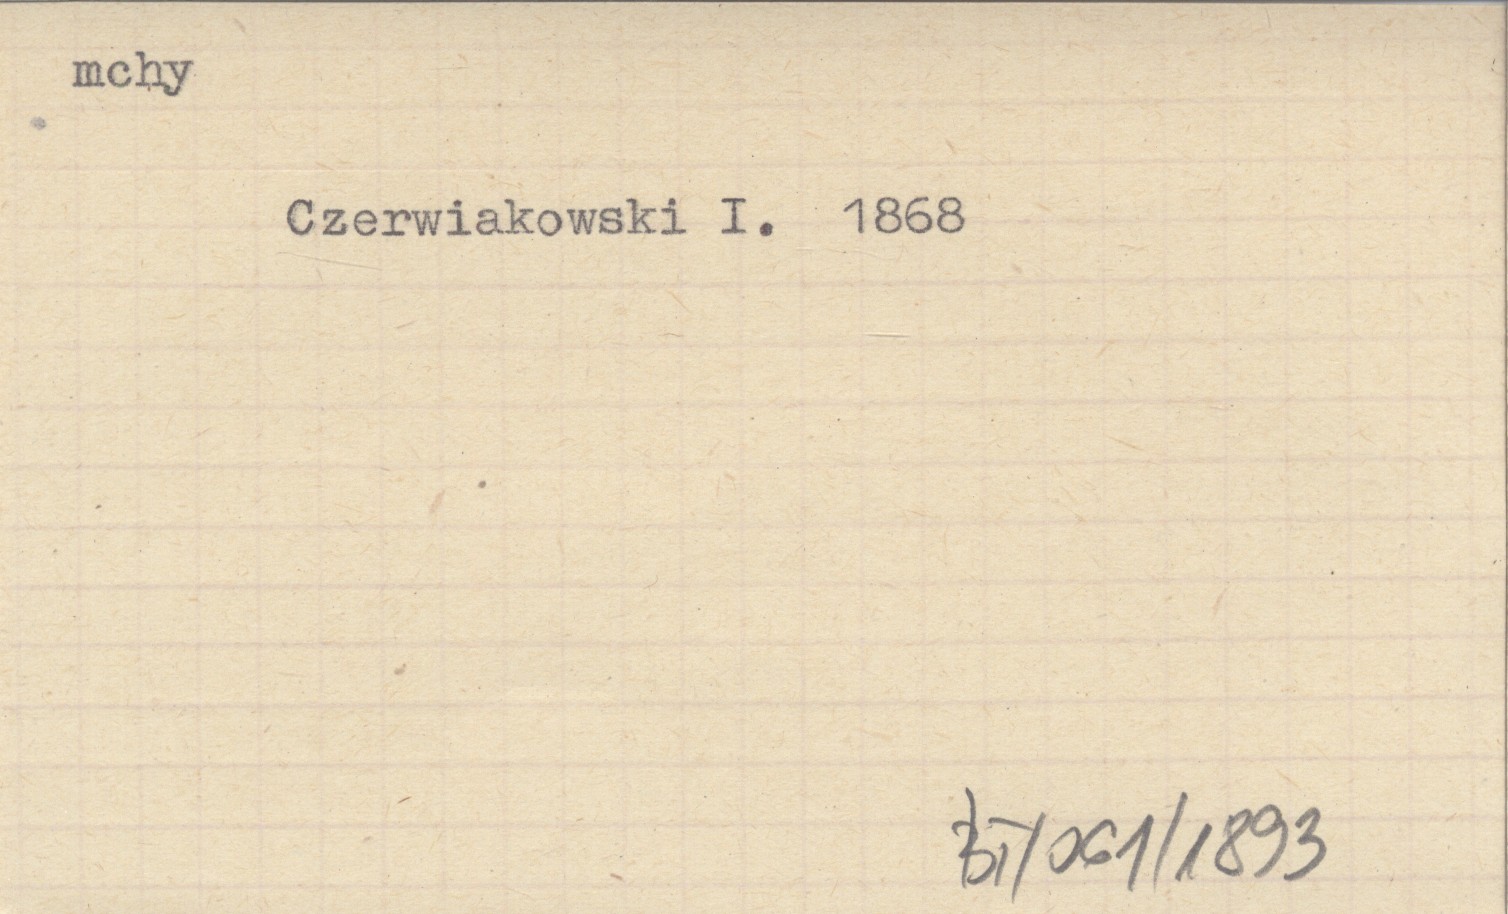 mchy
Czerwiakowski I. 1868
BI/061/1893